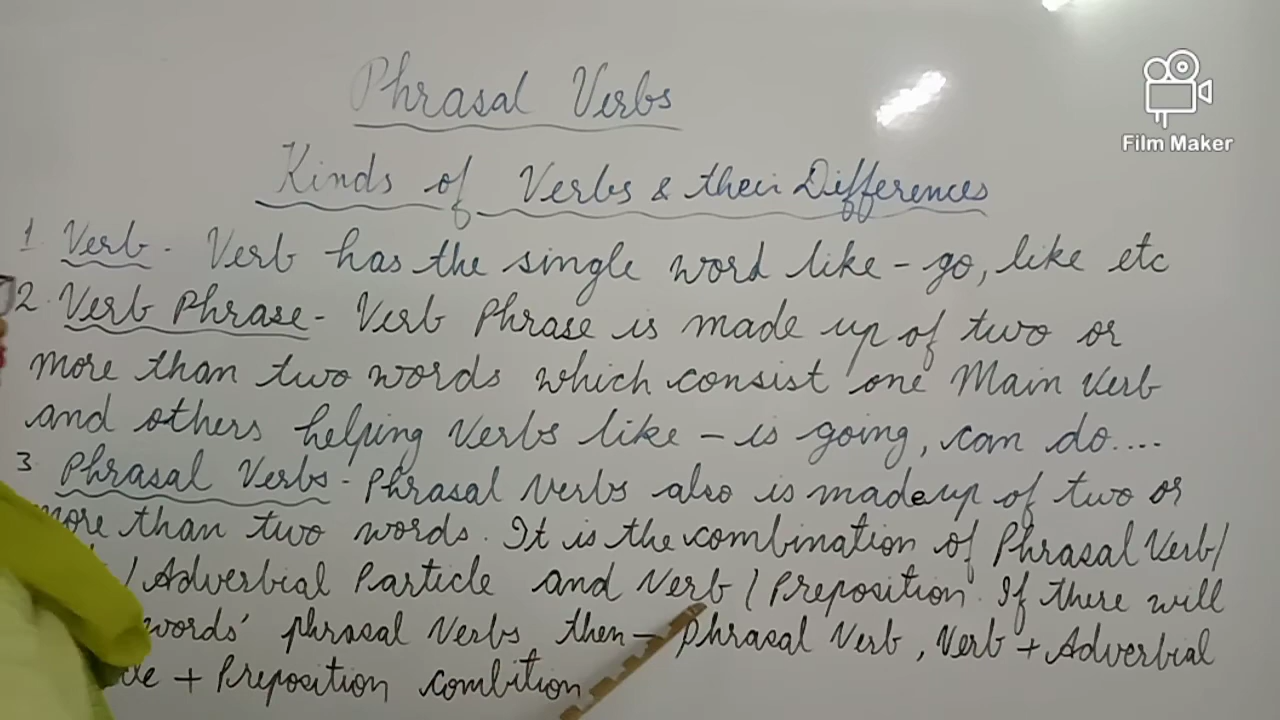 Phrasal Verbs
Film Maker
Kinds of Verbs & their Differences
1. Verb - Verb has the single word like - go, like etc
2. Verb Phrase - Verb Phrase is made up of two or
more than two words which consist one Main Verb
and others helping Verbs like - is going, can do....
3 Phrasal Verbs - Phrasal Verbs also is made up of two or
more than two words. It is the combination of Phrasal Verb/
/ Adverbial Particle and Verb / Preposition. If there will
words' phrasal Verbs then - Phrasal Verb, Verb + Adverbial
+ Preposition combition